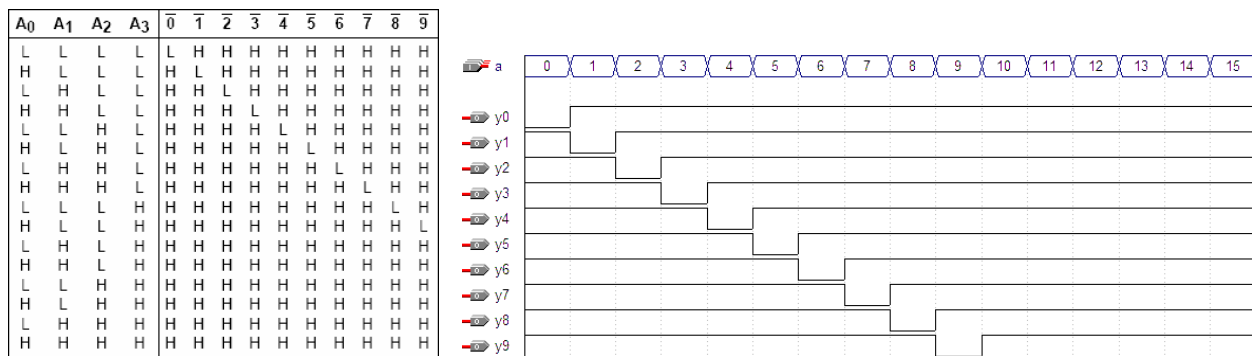 A₀ A₁ A₂ A₃ 0̅ 1̅ 2̅ 3̅ 4̅ 5̅ 6̅ 7̅ 8̅ 9̅
L L L L L H H H H H H H H H
H L L L H L H H H H H H H H
L H L L H H L H H H H H H H
H H L L H H H L H H H H H H
L L H L H H H H L H H H H H
H L H L H H H H H L H H H H
L H H L H H H H H H L H H H
H H H L H H H H H H H L H H
L L L H H H H H H H H H L H
H L L H H H H H H H H H H L
L H L H H H H H H H H H H H
H H L H H H H H H H H H H H
L L H H H H H H H H H H H H
H L H H H H H H H H H H H H
L H H H H H H H H H H H H H
H H H H H H H H H H H H H H
a 0 1 2 3 4 5 6 7 8 9 10 11 12 13 14 15
y0
y1
y2
y3
y4
y5
y6
y7
y8
y9